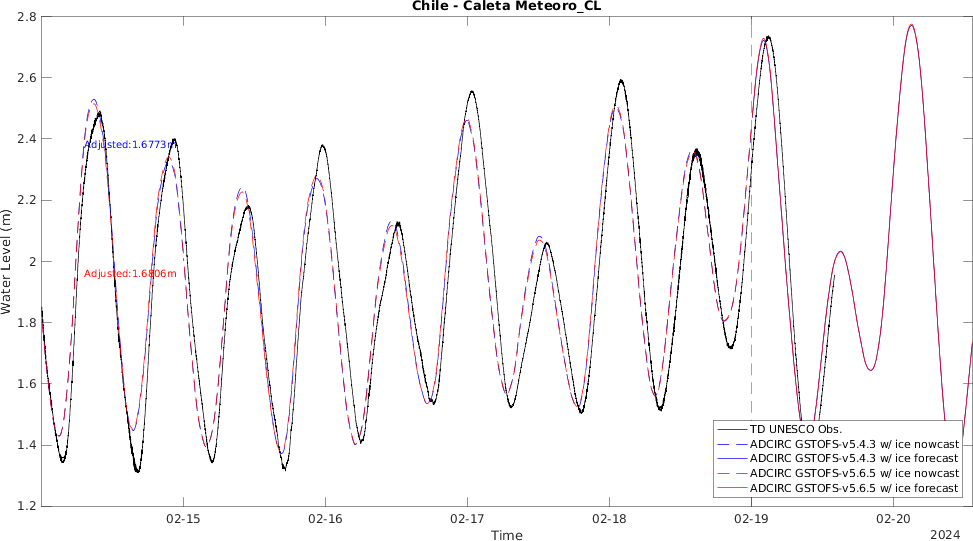 Chile - Caleta Meteoro_CL
2.8
2.6
2.4
2.2
2
1.8
1.6
1.4
1.2
Water Level (m)
Adjusted:1.6773m
Adjusted:1.6806m
TD UNESCO Obs.
ADCIRC GSTOFS-v5.4.3 w/ ice nowcast
ADCIRC GSTOFS-v5.4.3 w/ ice forecast
ADCIRC GSTOFS-v5.6.5 w/ ice nowcast
ADCIRC GSTOFS-v5.6.5 w/ ice forecast
02-15 02-16 02-17 02-18 02-19 02-20
Time
2024